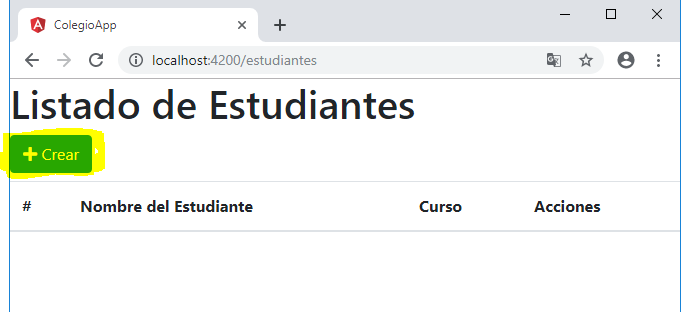 ColegioApp
localhost:4200/estudiantes
Listado de Estudiantes
Crear
# Nombre del Estudiante Curso Acciones